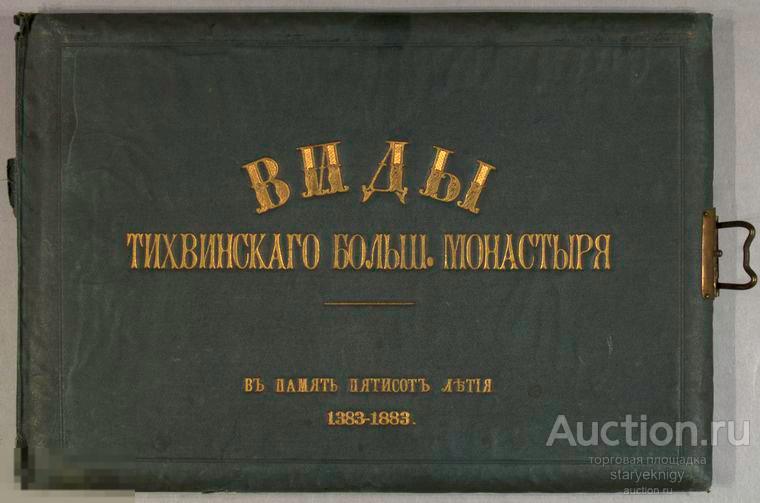 ВИДЫ
ТИХВИНСКАГО БОЛЬШ. МОНАСТЫРЯ
ВЪ ПАМЯТЬ ПЯТИСОТЪ ЛѢТІЯ
1383-1883.
Auction.ru
торговая площадка
staryeknigy
auction.ru